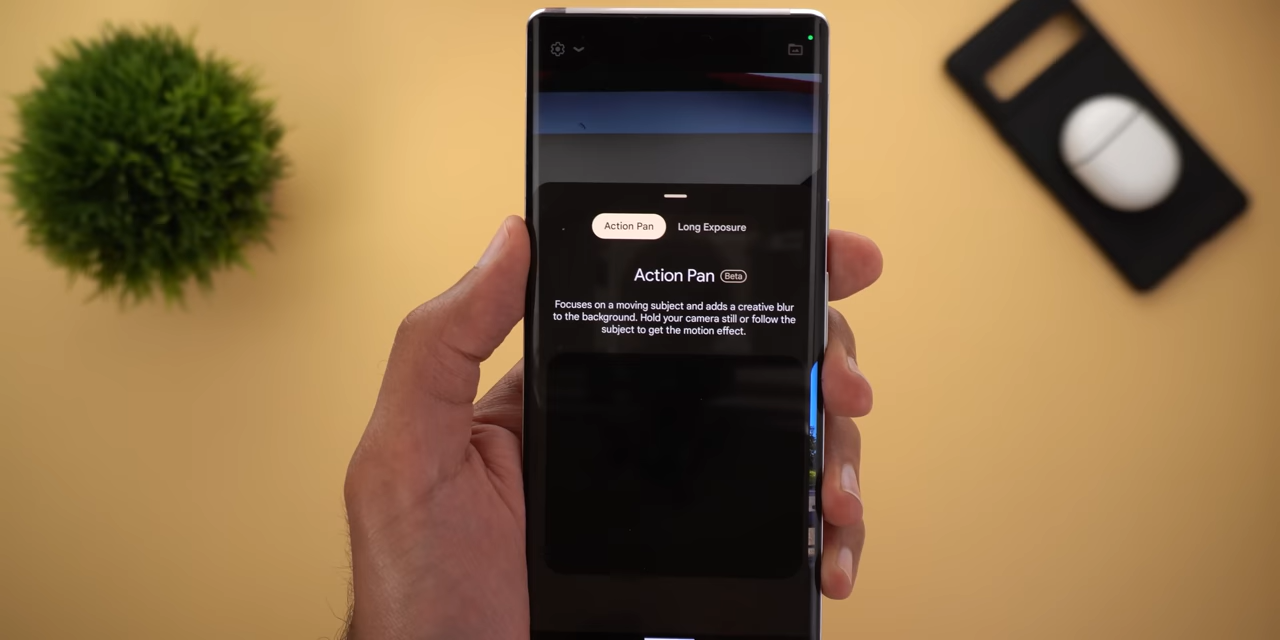 Action Pan Long Exposure
Action Pan Beta
Focuses on a moving subject and adds a creative blur
to the background. Hold your camera still or follow the
subject to get the motion effect.